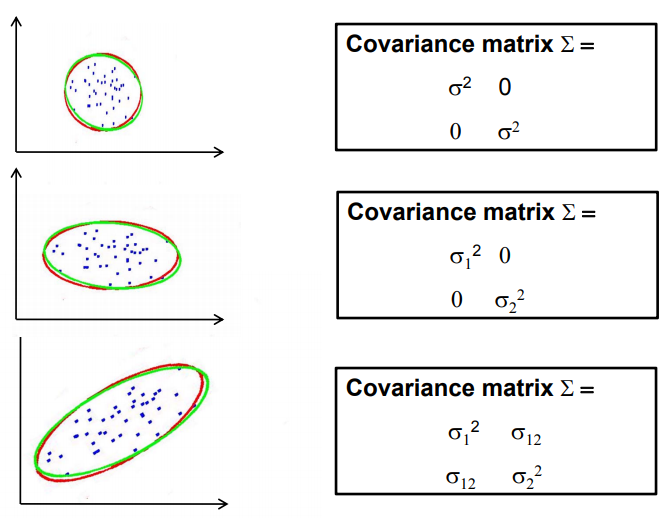 Covariance matrix Σ =
σ² 0
0 σ²
Covariance matrix Σ =
σ₁² 0
0 σ₂²
Covariance matrix Σ =
σ₁² σ₁₂
σ₁₂ σ₂²